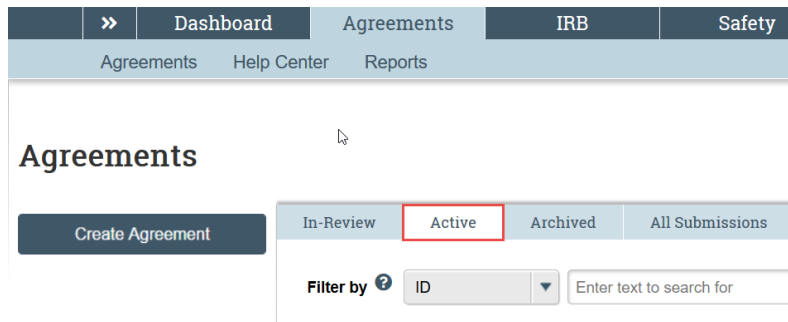 Dashboard Agreements IRB Safety
Agreements Help Center Reports
Agreements
Create Agreement
In-Review Active Archived All Submissions
Filter by ID Enter text to search for